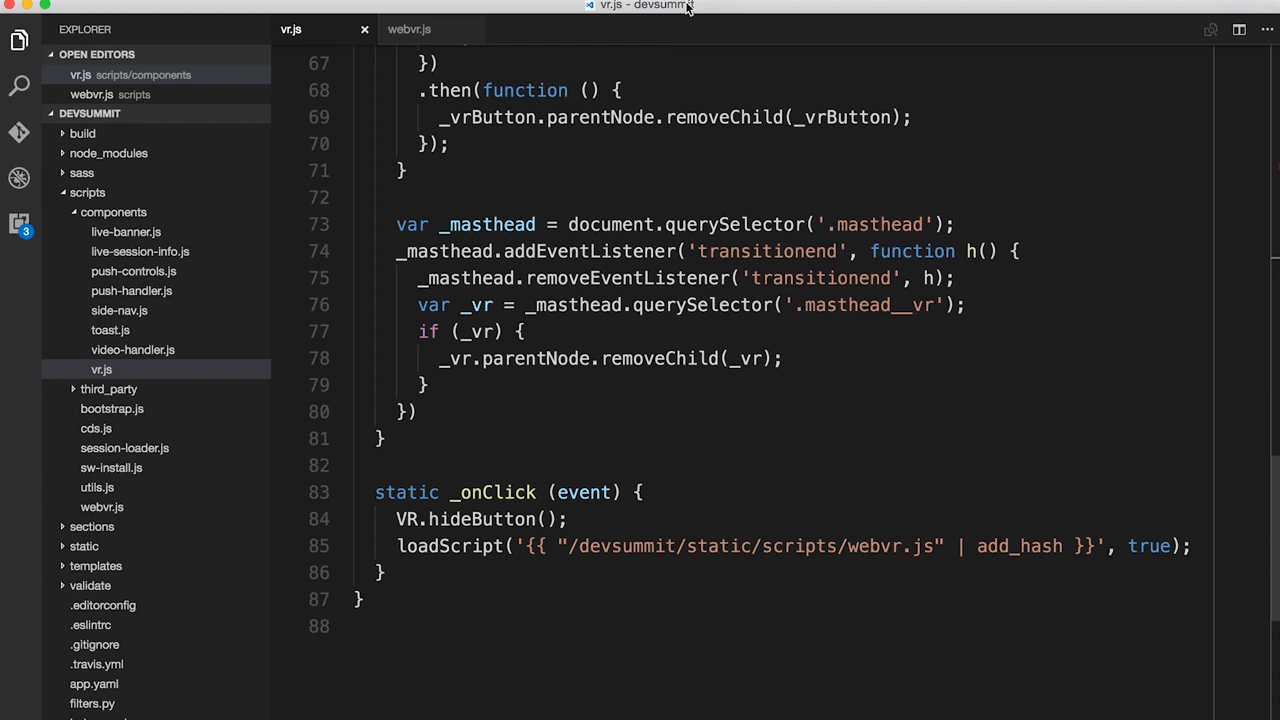 vr.js - devsummit
EXPLORER
vr.js
webvr.js
OPEN EDITORS
vr.js scripts/components
webvr.js scripts
DEVSUMMIT
build
node_modules
sass
scripts
components
live-banner.js
live-session-info.js
push-controls.js
push-handler.js
side-nav.js
toast.js
video-handler.js
vr.js
third_party
bootstrap.js
cds.js
session-loader.js
sw-install.js
utils.js
webvr.js
sections
static
templates
validate
.editorconfig
.eslintrc
.gitignore
.travis.yml
app.yaml
filters.py
3
67 })
68 .then(function () {
69 _vrButton.parentNode.removeChild(_vrButton);
70 });
71 }
72
73 var _masthead = document.querySelector('.masthead');
74 _masthead.addEventListener('transitionend', function h() {
75 _masthead.removeEventListener('transitionend', h);
76 var _vr = _masthead.querySelector('.masthead__vr');
77 if (_vr) {
78 _vr.parentNode.removeChild(_vr);
79 }
80 })
81 }
82
83 static _onClick (event) {
84 VR.hideButton();
85 loadScript('{{ "/devsummit/static/scripts/webvr.js" | add_hash }}', true);
86 }
87 }
88